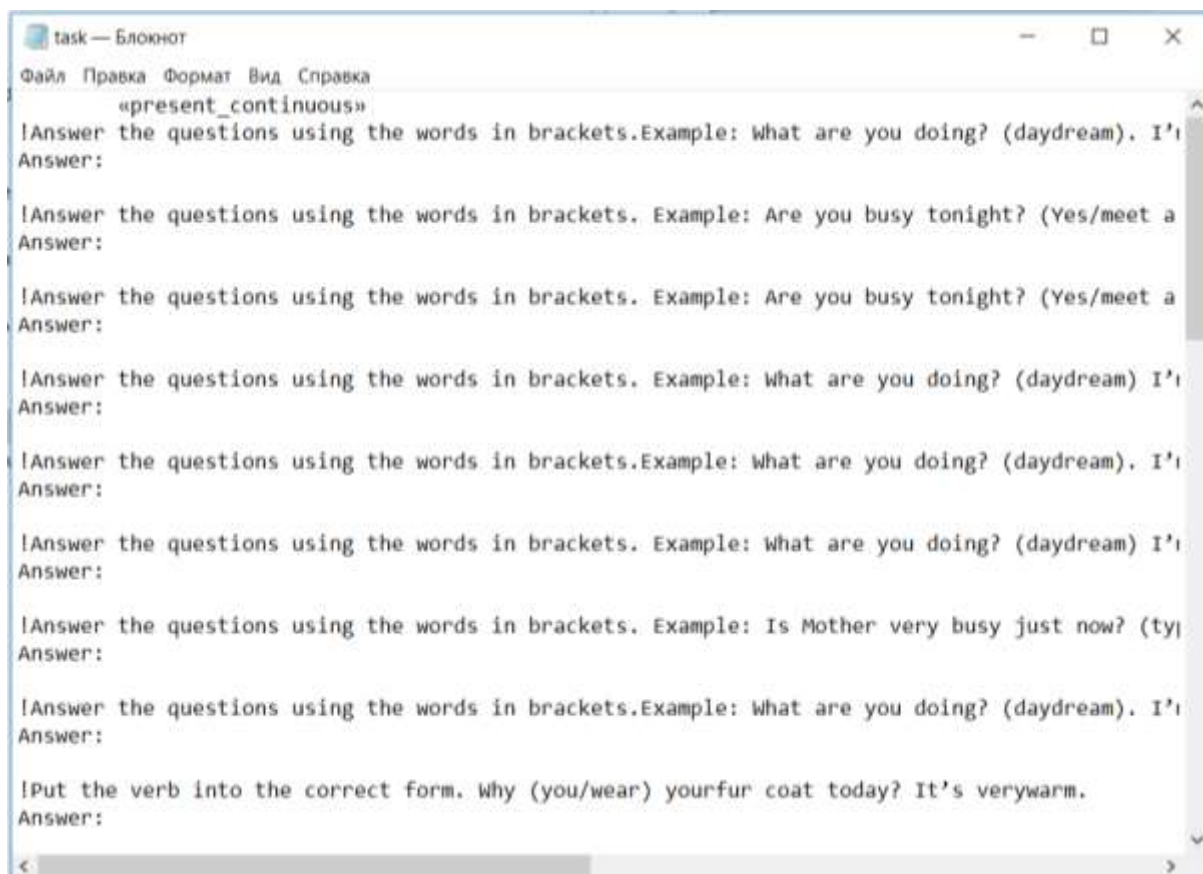 task — Блокнот
Файл Правка Формат Вид Справка
«present_continuous»
!Answer the questions using the words in brackets.Example: What are you doing? (daydream). I’
Answer:
!Answer the questions using the words in brackets. Example: Are you busy tonight? (Yes/meet a
Answer:
!Answer the questions using the words in brackets. Example: Are you busy tonight? (Yes/meet a
Answer:
!Answer the questions using the words in brackets. Example: What are you doing? (daydream) I’
Answer:
!Answer the questions using the words in brackets.Example: What are you doing? (daydream). I’
Answer:
!Answer the questions using the words in brackets. Example: What are you doing? (daydream) I’
Answer:
!Answer the questions using the words in brackets. Example: Is Mother very busy just now? (ty
Answer:
!Answer the questions using the words in brackets.Example: What are you doing? (daydream). I’
Answer:
!Put the verb into the correct form. Why (you/wear) yourfur coat today? It’s verywarm.
Answer: